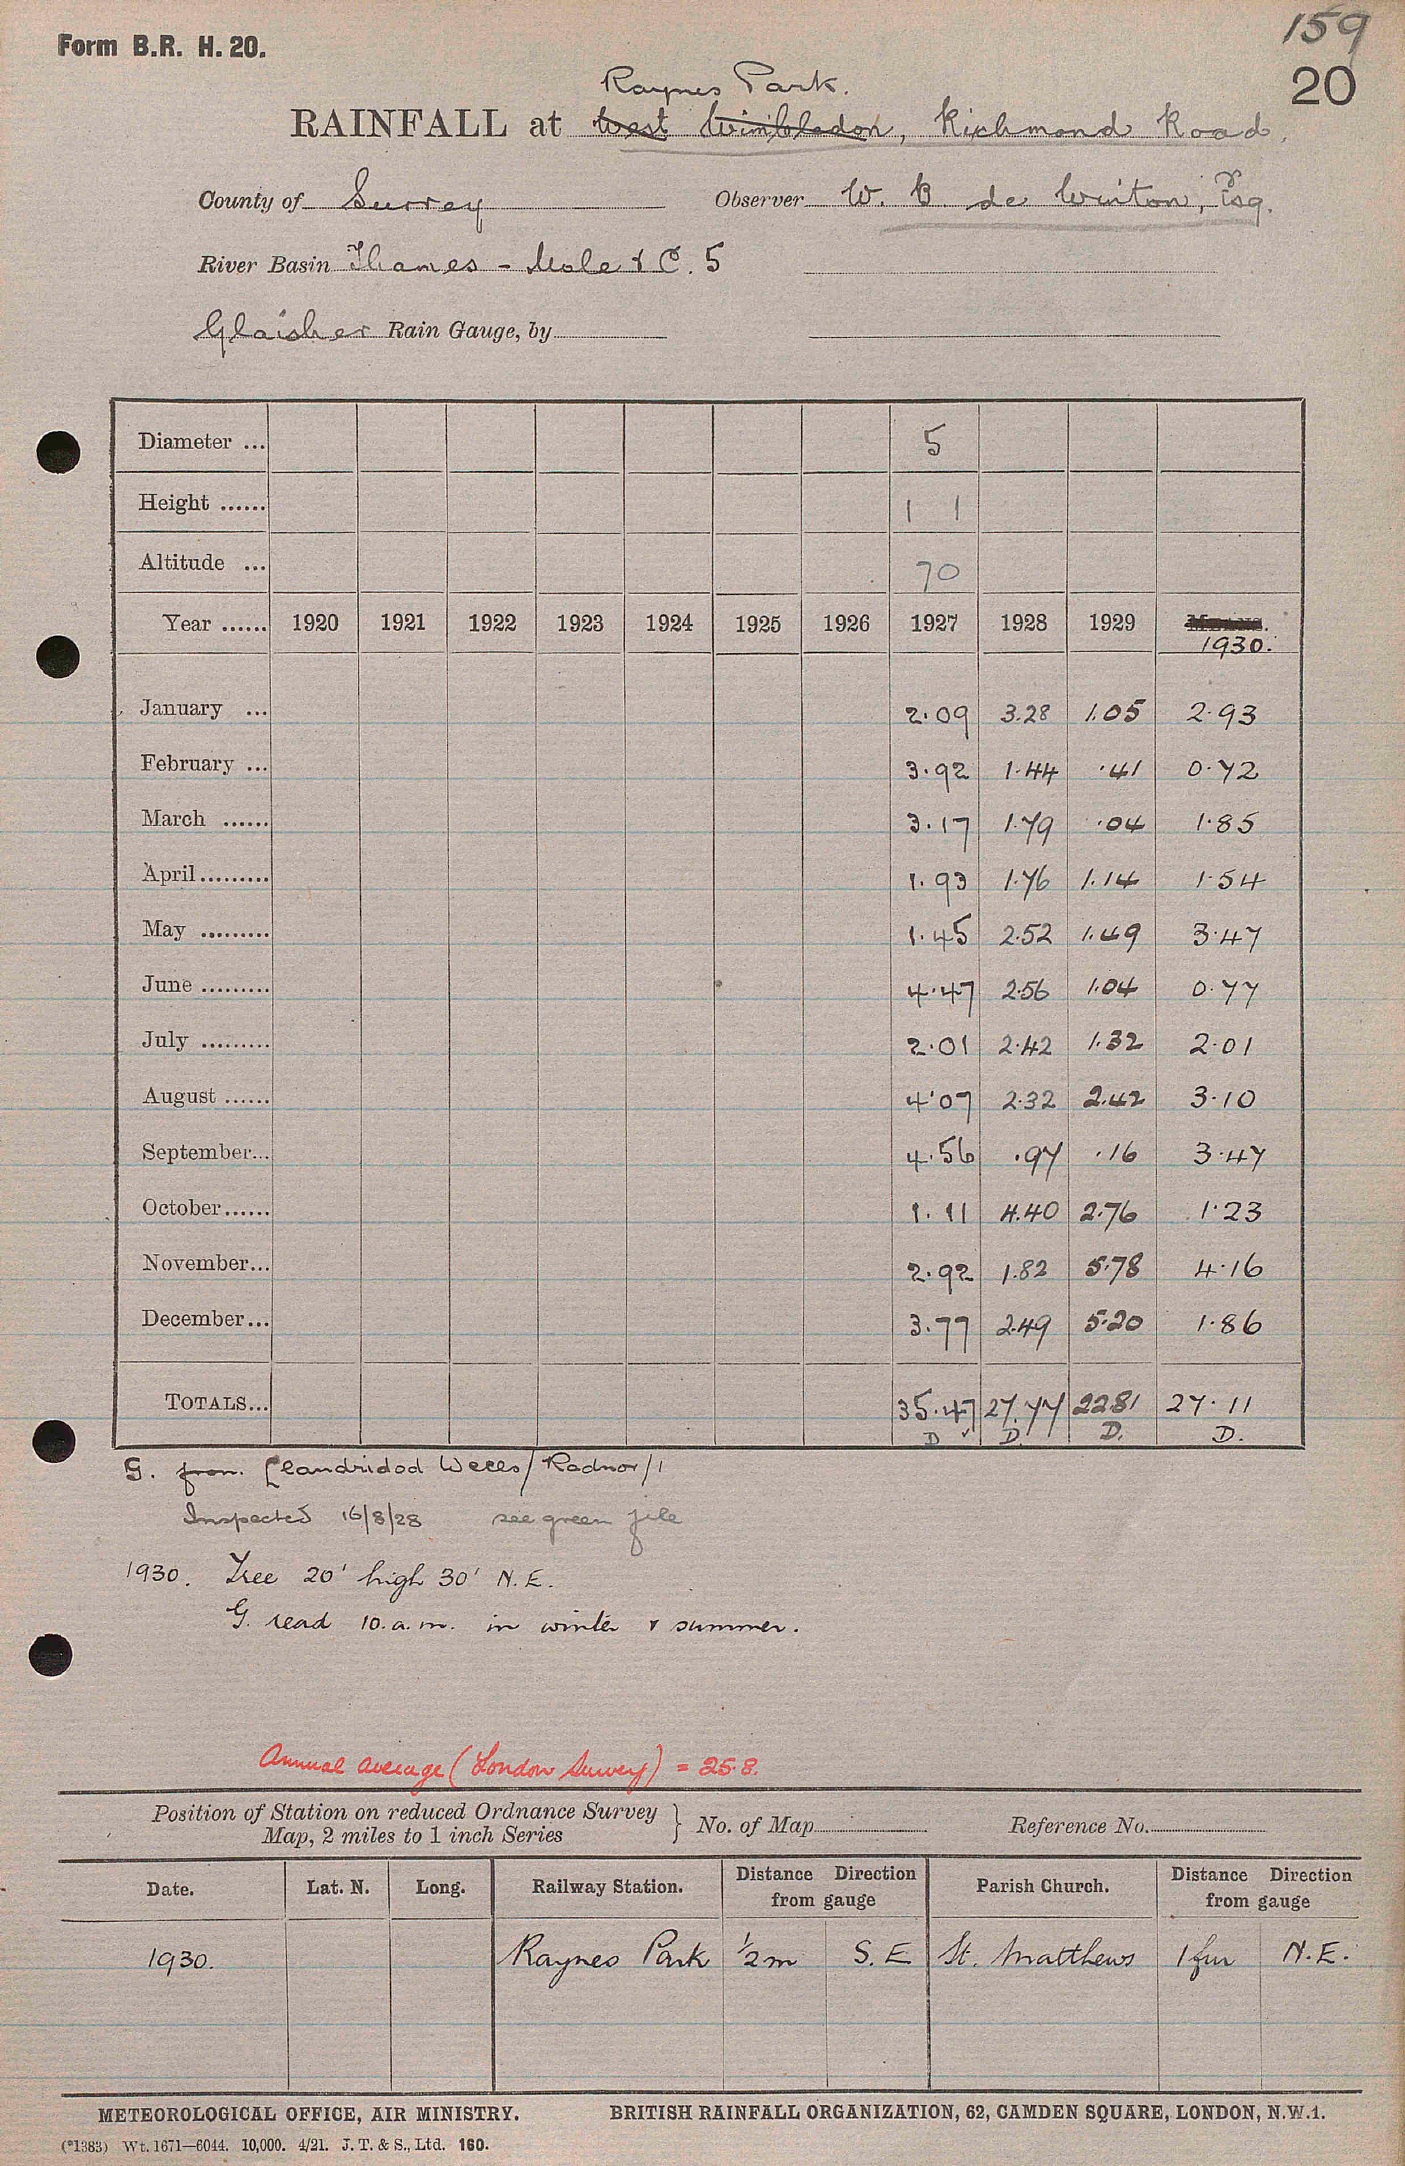 159
Form B.R. H. 20.
20
Raynes Park.
RAINFALL at West Wimbledon, Richmond Road.
County of Surrey Observer W. B. de Winton, Esq.
River Basin Thames - Mole & C. 5
Glaisher Rain Gauge, by
Diameter ... 5
Height ...... 1 1
Altitude ... 70
Year ...... 1920 1921 1922 1923 1924 1925 1926 1927 1928 1929 1930.
January ... 2.09 3.28 1.05 2.93
February ... 3.92 1.44 .41 0.72
March ...... 3.17 1.79 .04 1.85
April ......... 1.93 1.76 1.14 1.54
May ......... 1.45 2.52 1.49 3.47
June ......... 4.47 2.56 1.04 0.77
July ......... 2.01 2.42 1.32 2.01
August ...... 4.07 2.32 2.42 3.10
September... 4.56 .97 .16 3.47
October...... 1.11 4.40 2.76 1.23
November... 2.92 1.82 5.78 4.16
December... 3.77 2.49 5.20 1.86
TOTALS... 35.47 27.77 22.81 27.11
D ✓ D. D. D.
G. from Llandridod Wells/Radnor/1
Inspected 16/8/28 see green file
1930. Tree 20' high 30' N.E.
G. read 10.a.m. in winter & summer.
Annual average (London Survey) = 25.8.
Position of Station on reduced Ordnance Survey
Map, 2 miles to 1 inch Series } No. of Map Reference No.
Date. Lat. N. Long. Railway Station. Distance Direction from gauge Parish Church. Distance Direction from gauge
1930. Raynes Park ½ m S.E St. Matthews 1 fur N.E.
METEOROLOGICAL OFFICE, AIR MINISTRY. BRITISH RAINFALL ORGANIZATION, 62, CAMDEN SQUARE, LONDON, N.W.1.
(*1383) Wt. 1671—6044. 10,000. 4/21. J. T. & S., Ltd. 160.